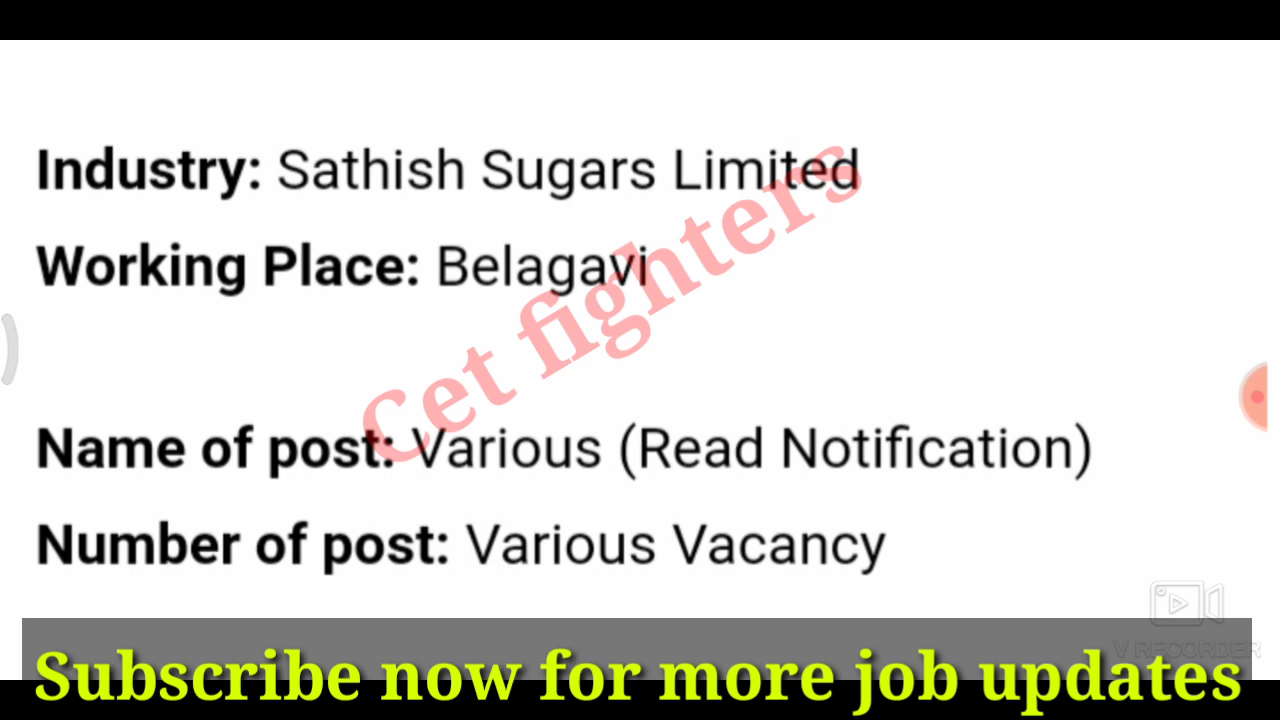 Industry: Sathish Sugars Limited
Working Place: Belagavi
Cet fighters
Name of post: Various (Read Notification)
Number of post: Various Vacancy
V RECORDER
Subscribe now for more job updates